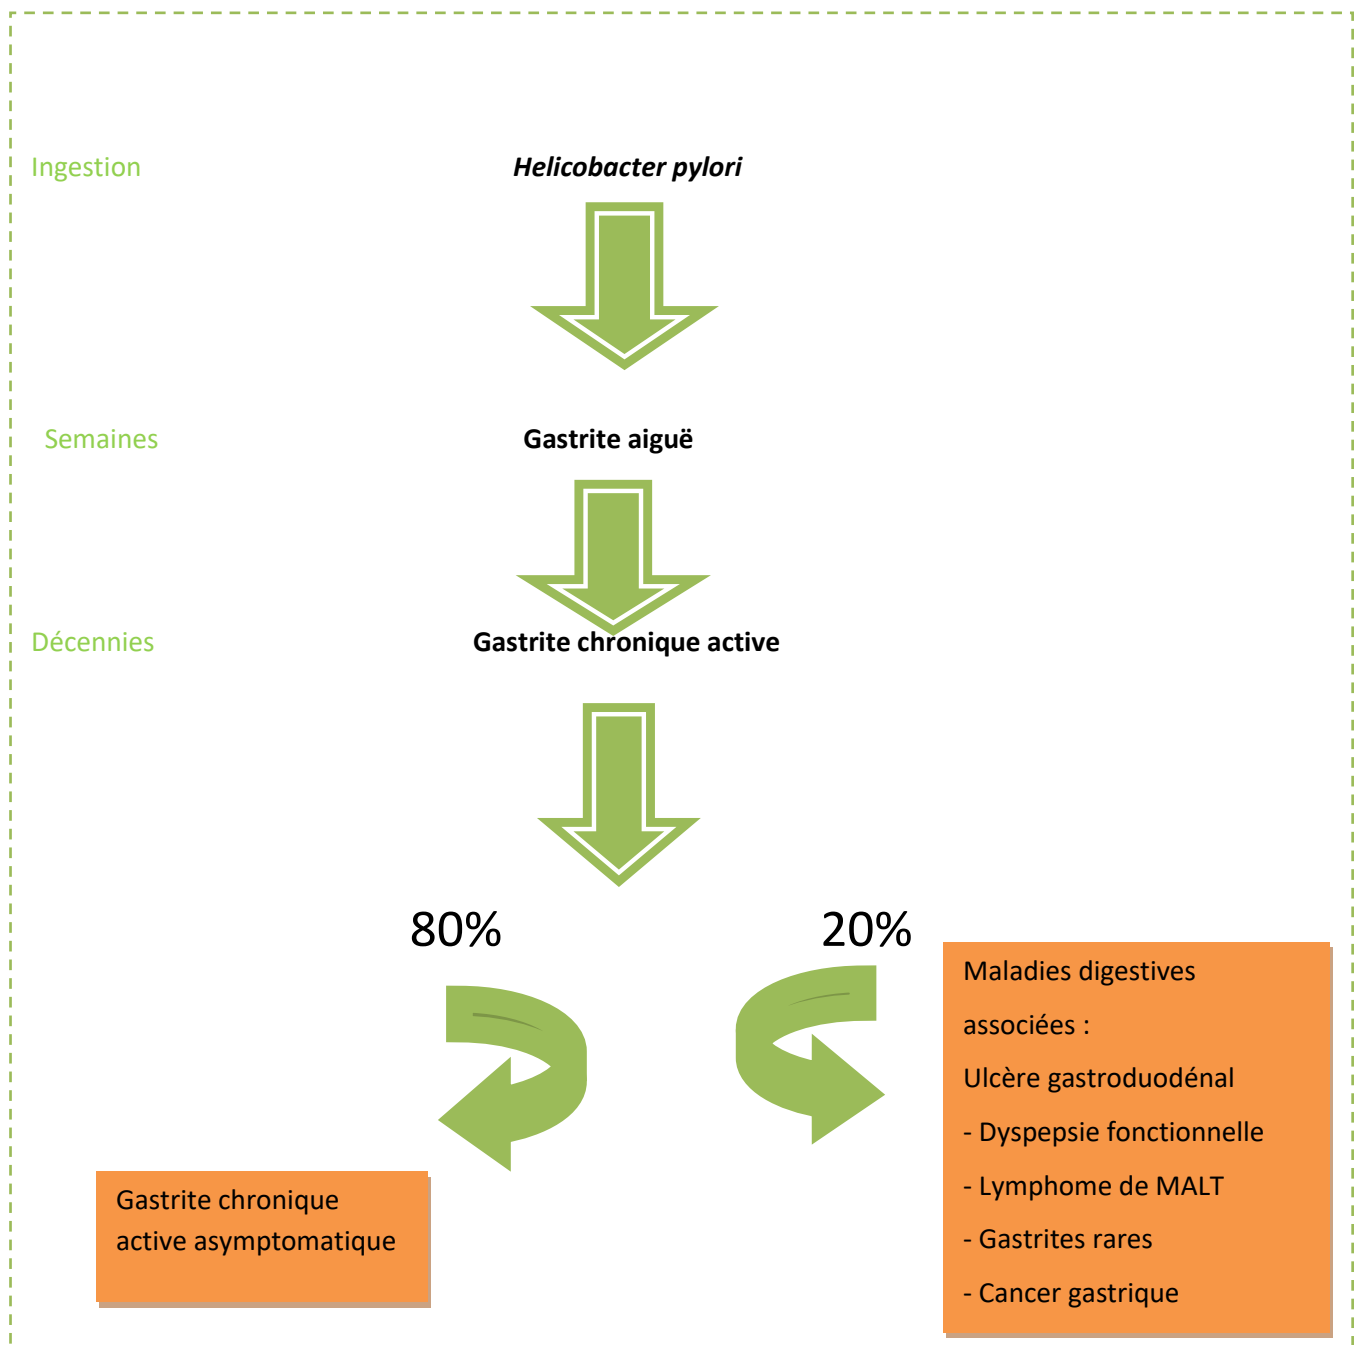 Ingestion
Helicobacter pylori
Semaines
Gastrite aiguë
Décennies
Gastrite chronique active
80%
20%
Gastrite chronique
active asymptomatique
Maladies digestives
associées :
Ulcère gastroduodénal
- Dyspepsie fonctionnelle
- Lymphome de MALT
- Gastrites rares
- Cancer gastrique